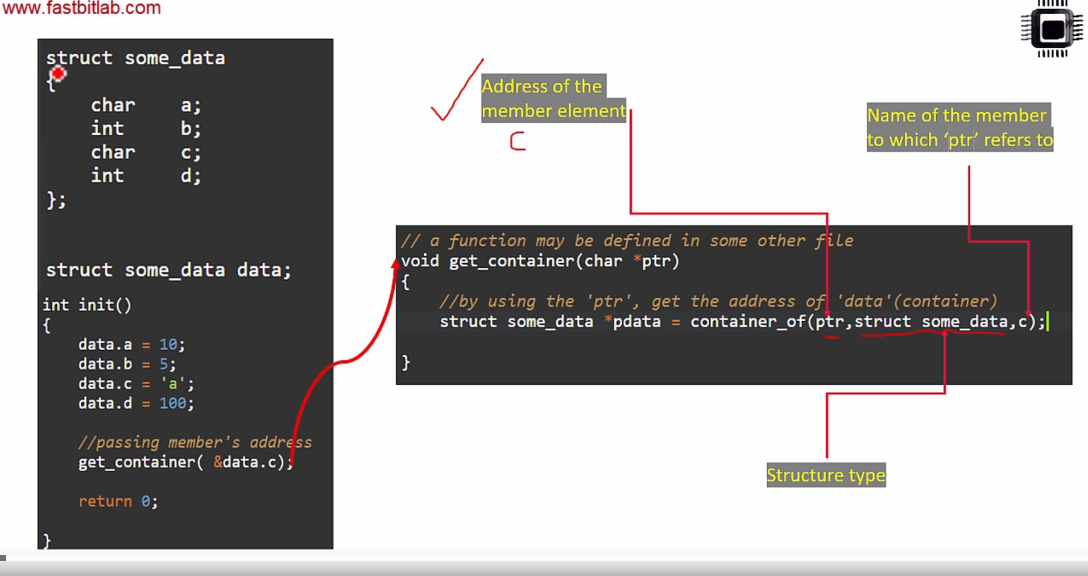 www.fastbitlab.com
struct some_data
{
char a;
int b;
char c;
int d;
};
struct some_data data;
int init()
{
data.a = 10;
data.b = 5;
data.c = 'a';
data.d = 100;
//passing member's address
get_container( &data.c);
return 0;
}
Address of the
member element
C
Name of the member
to which ‘ptr’ refers to
// a function may be defined in some other file
void get_container(char *ptr)
{
//by using the 'ptr', get the address of 'data'(container)
struct some_data *pdata = container_of(ptr,struct some_data,c);
}
Structure type